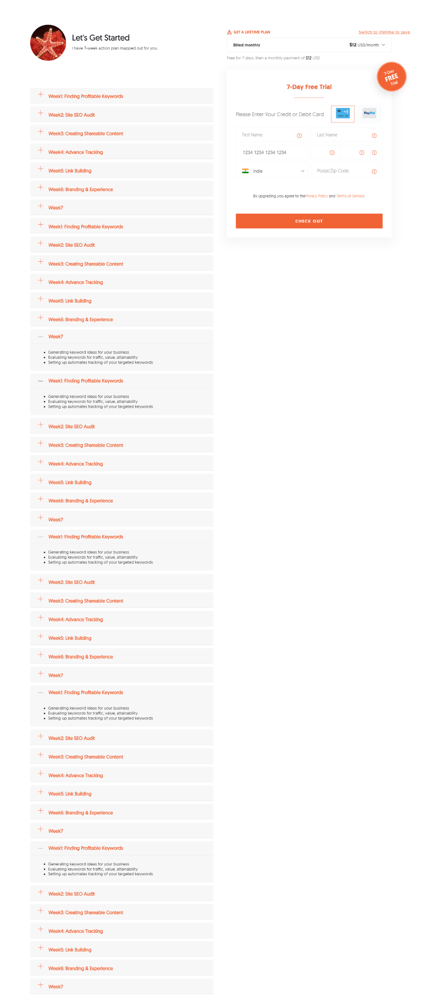 Let's Get Started
I have 7-week action plan mapped out for you.
Week1: Finding Profitable Keywords
Week2: Site SEO Audit
Week3: Creating Shareable Content
Week4: Advance Tracking
Week5: Link Building
Week6: Branding & Experience
Week7
Week1: Finding Profitable Keywords
Week2: Site SEO Audit
Week3: Creating Shareable Content
Week4: Advance Tracking
Week5: Link Building
Week6: Branding & Experience
Week7
Generating keyword ideas for your business
Evaluating keywords for traffic, value, attainability
Setting up automates tracking of your targeted keywords
Week1: Finding Profitable Keywords
Generating keyword ideas for your business
Evaluating keywords for traffic, value, attainability
Setting up automates tracking of your targeted keywords
Week2: Site SEO Audit
Week3: Creating Shareable Content
Week4: Advance Tracking
Week5: Link Building
Week6: Branding & Experience
Week7
Week1: Finding Profitable Keywords
Generating keyword ideas for your business
Evaluating keywords for traffic, value, attainability
Setting up automates tracking of your targeted keywords
Week2: Site SEO Audit
Week3: Creating Shareable Content
Week4: Advance Tracking
Week5: Link Building
Week6: Branding & Experience
Week7
Week1: Finding Profitable Keywords
Generating keyword ideas for your business
Evaluating keywords for traffic, value, attainability
Setting up automates tracking of your targeted keywords
Week2: Site SEO Audit
Week3: Creating Shareable Content
Week4: Advance Tracking
Week5: Link Building
Week6: Branding & Experience
Week7
Week1: Finding Profitable Keywords
Generating keyword ideas for your business
Evaluating keywords for traffic, value, attainability
Setting up automates tracking of your targeted keywords
Week2: Site SEO Audit
Week3: Creating Shareable Content
Week4: Advance Tracking
Week5: Link Building
Week6: Branding & Experience
Week7
GET A LIFETIME PLAN Switch to lifetime to save
Billed monthly $12 USD/month
Free for 7 days, then a monthly payment of $12 USD
7-Day
FREE
Trial
7-Day Free Trial
Please Enter Your Credit or Debit Card PayPal
First Name Last Name
1234 1234 1234 1234
India Postal/Zip Code
By upgrading you agree to thePrivacy Policy and Terms of Service.
CHECK OUT